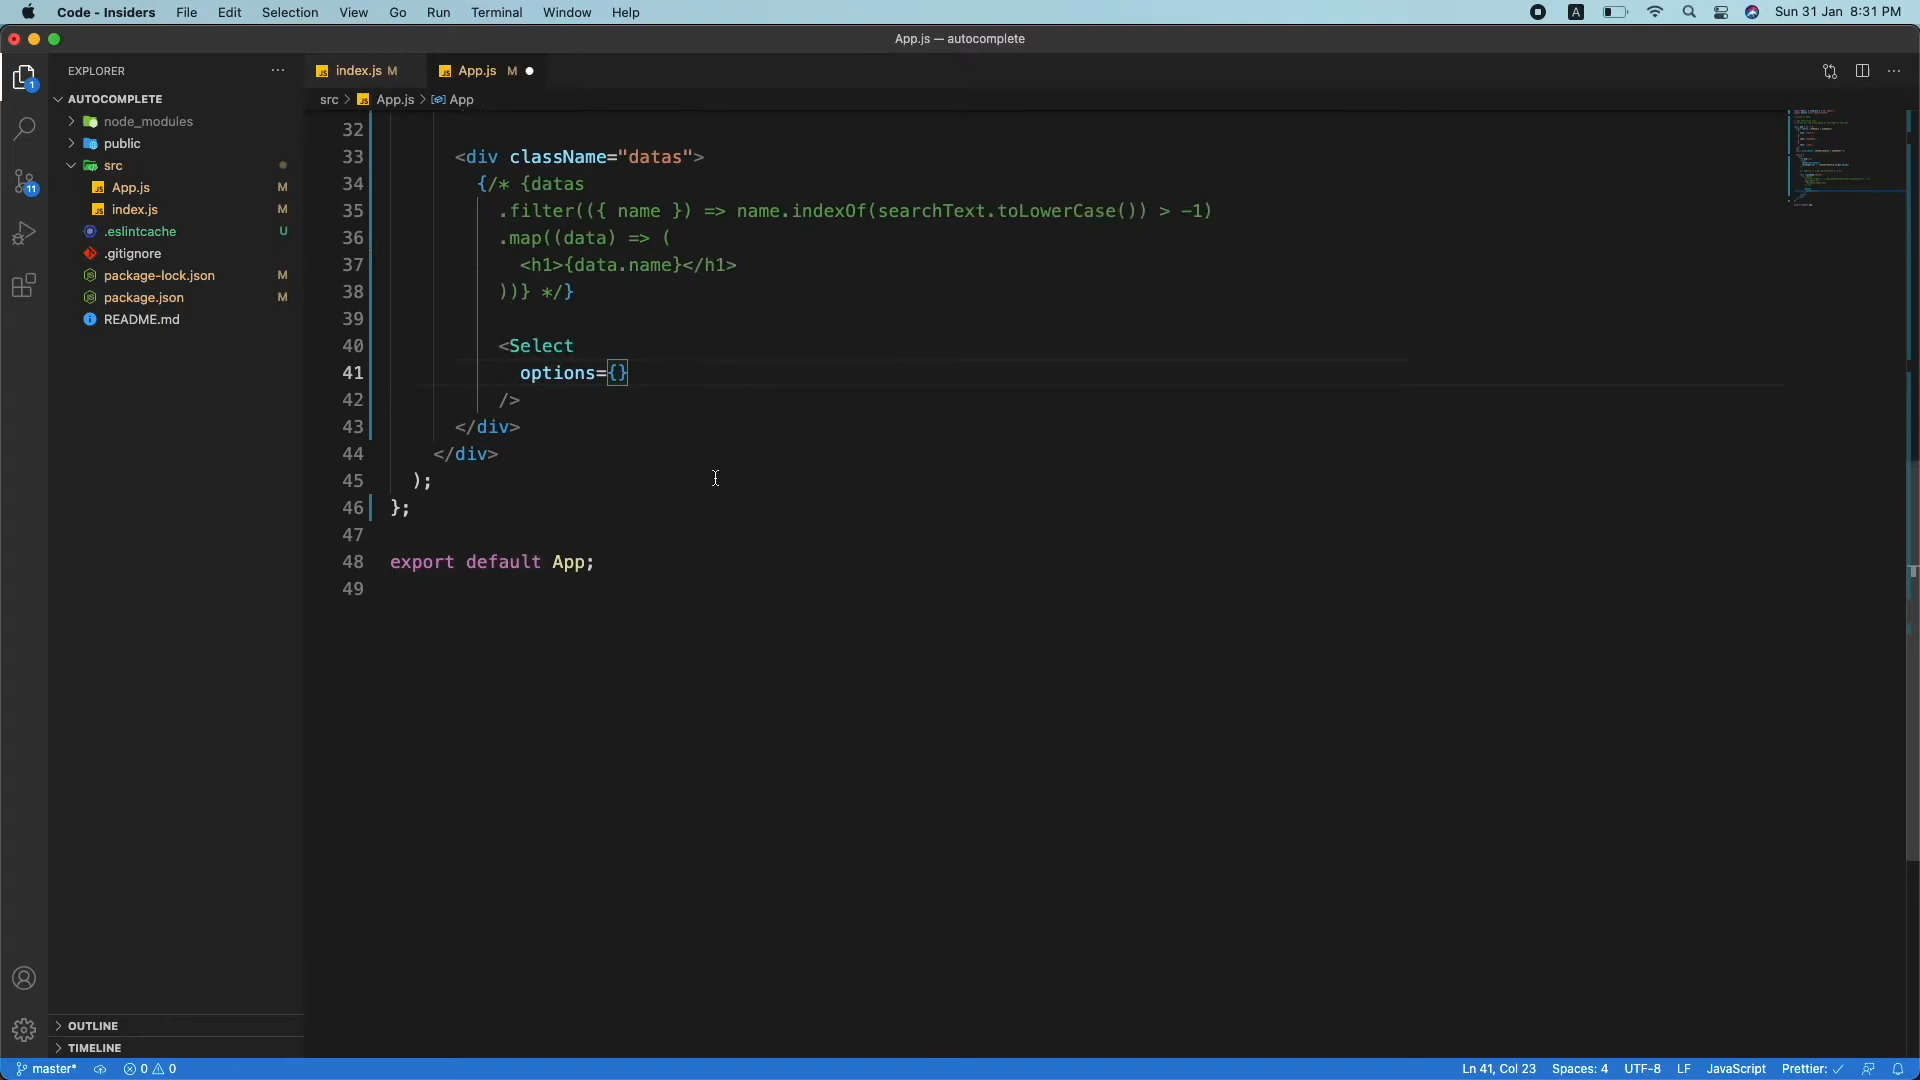 Code - Insiders File Edit Selection View Go Run Terminal Window Help A Sun 31 Jan 8:31 PM
App.js — autocomplete
EXPLORER ···
index.js M
App.js M
1
AUTOCOMPLETE
src > App.js > App
node_modules
public
src
App.js M
11
index.js M
.eslintcache U
.gitignore
package-lock.json M
package.json M
README.md
32
33 <div className="datas">
34 {/* {datas
35 .filter(({ name }) => name.indexOf(searchText.toLowerCase()) > -1)
36 .map((data) => (
37 <h1>{data.name}</h1>
38 ))} */}
39
40 <Select
41 options={}
42 />
43 </div>
44 </div>
45 );
46 };
47
48 export default App;
49
OUTLINE
TIMELINE
master* 0 0 Ln 41, Col 23 Spaces: 4 UTF-8 LF JavaScript Prettier: ✓